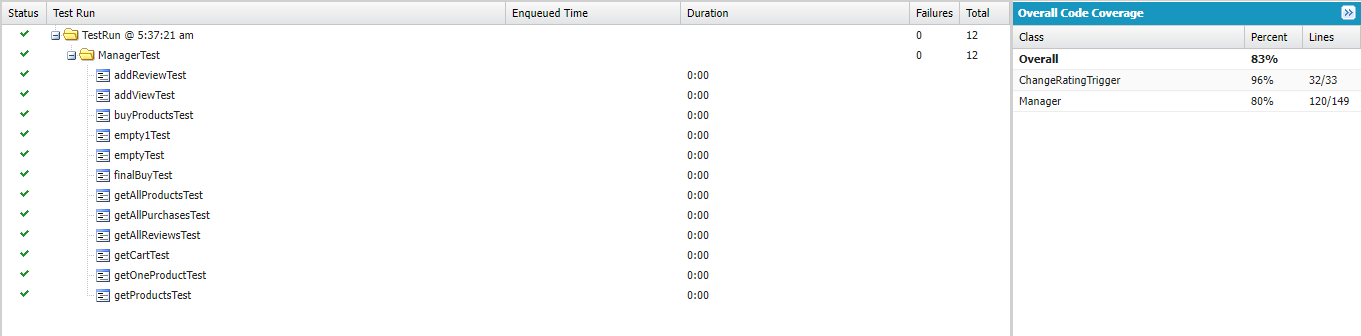 Status Test Run Enqueued Time Duration Failures Total
TestRun @ 5:37:21 am 0 12
ManagerTest 0 12
addReviewTest 0:00
addViewTest 0:00
buyProductsTest 0:00
empty1Test 0:00
emptyTest 0:00
finalBuyTest 0:00
getAllProductsTest 0:00
getAllPurchasesTest 0:00
getAllReviewsTest 0:00
getCartTest 0:00
getOneProductTest 0:00
getProductsTest 0:00
Overall Code Coverage
Class Percent Lines
Overall 83%
ChangeRatingTrigger 96% 32/33
Manager 80% 120/149